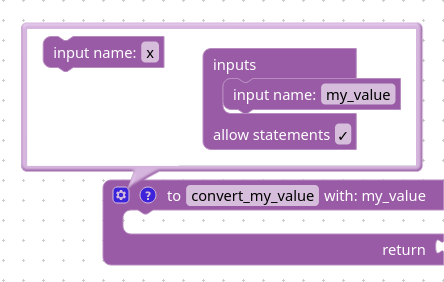 input name: x
inputs
input name: my_value
allow statements ✓
? to convert_my_value with: my_value
return